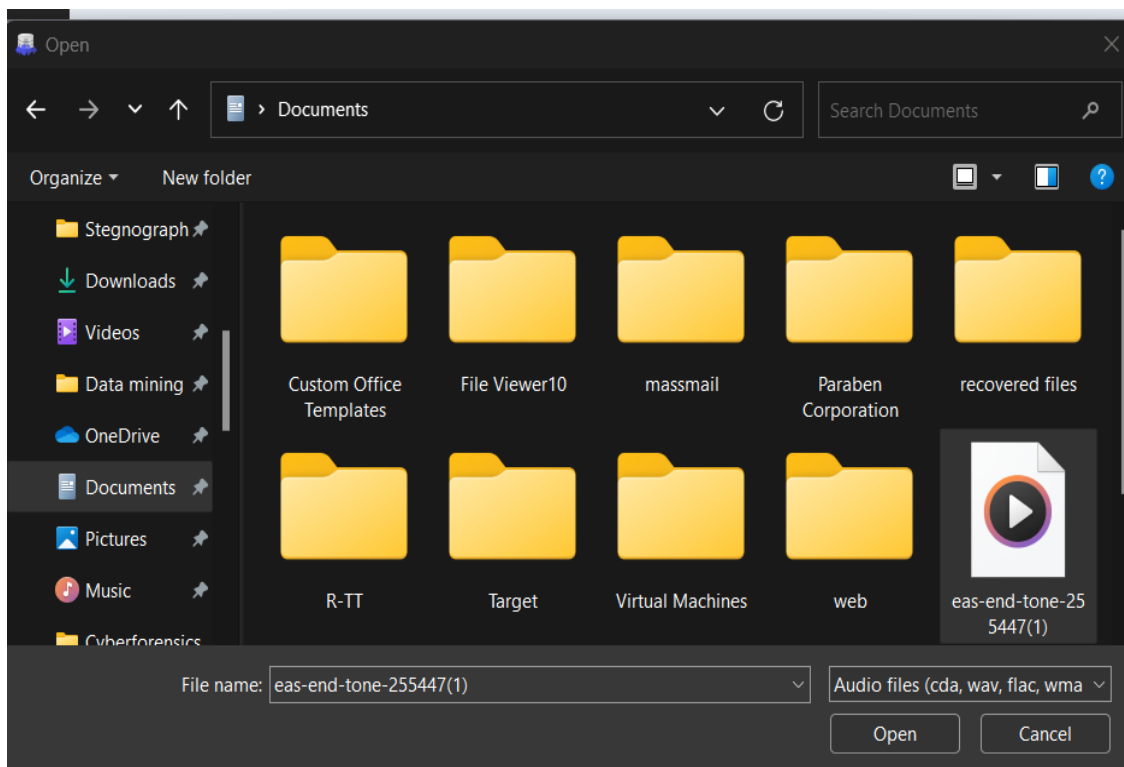 Open
Documents
Search Documents
Organize
New folder
Stegnograph
Downloads
Videos
Data mining
OneDrive
Documents
Pictures
Music
Cyberforensics
Custom Office
Templates
File Viewer10
massmail
Paraben
Corporation
recovered files
R-TT
Target
Virtual Machines
web
eas-end-tone-25
5447(1)
File name: eas-end-tone-255447(1)
Audio files (cda, wav, flac, wma
Open
Cancel